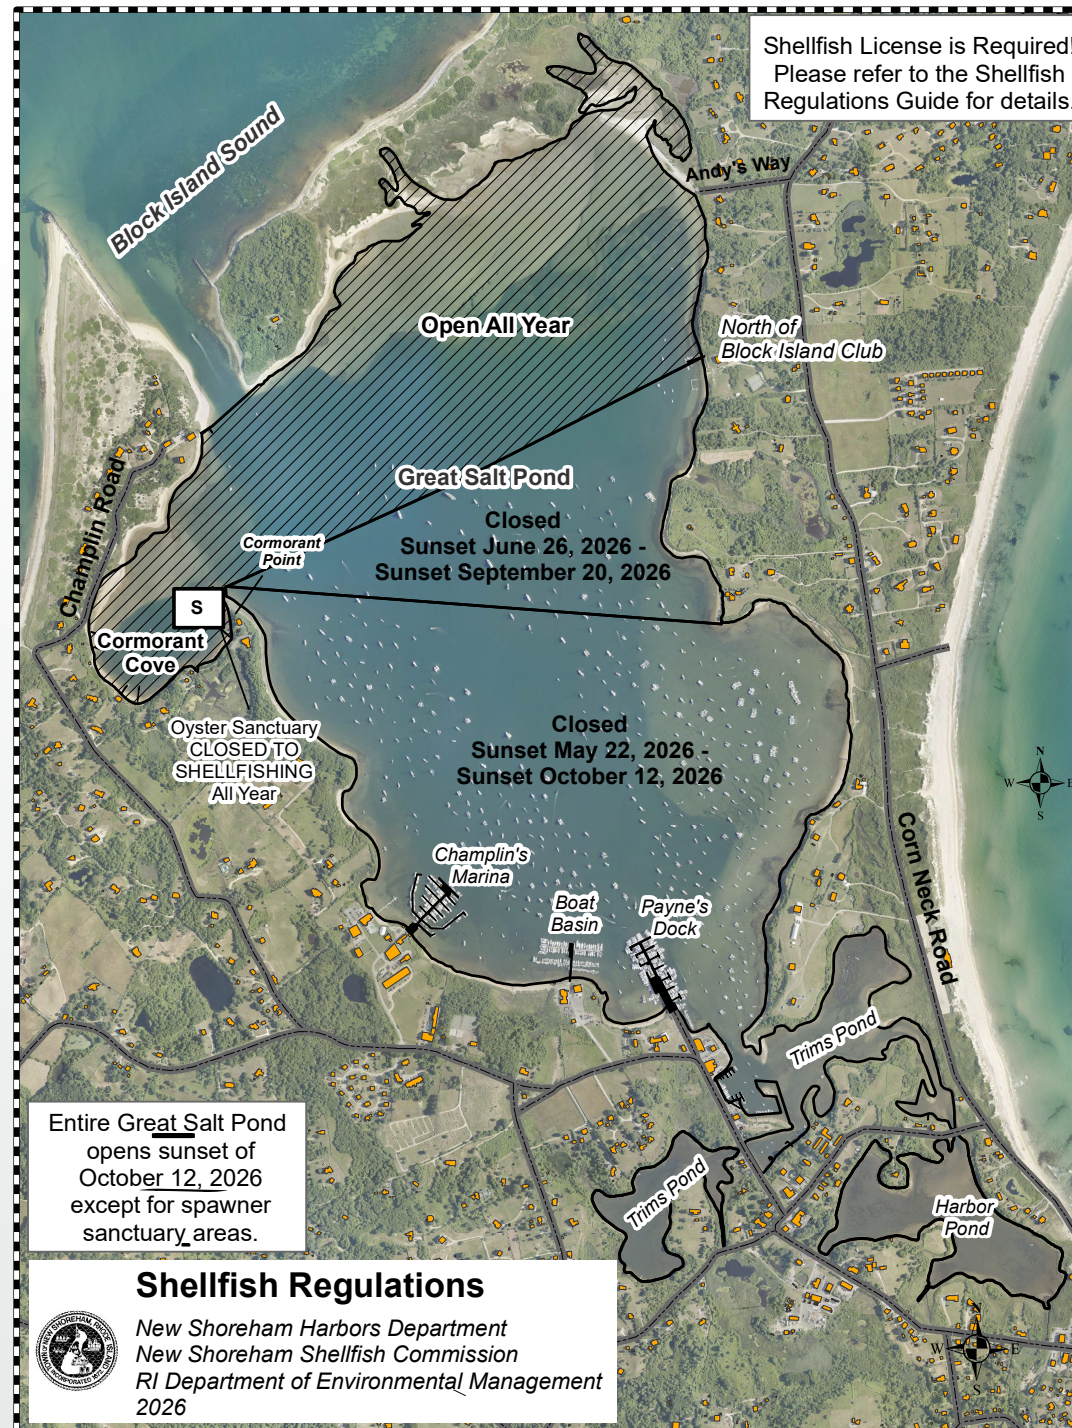 Shellfish License is Required!
Please refer to the Shellfish
Regulations Guide for details.
Block Island Sound
Andy's Way
Open All Year
North of
Block Island Club
Great Salt Pond
Champlin Road
Closed
Sunset June 26, 2026 -
Sunset September 20, 2026
Cormorant
Point
S
Cormorant
Cove
Oyster Sanctuary
CLOSED TO
SHELLFISHING
All Year
Closed
Sunset May 22, 2026 -
Sunset October 12, 2026
N
W E
S
Corn Neck Road
Champlin's
Marina
Boat
Basin
Payne's
Dock
Trims Pond
Trims Pond
Harbor
Pond
Entire Great Salt Pond
opens sunset of
October 12, 2026
except for spawner
sanctuary areas.
Shellfish Regulations
New Shoreham Harbors Department
New Shoreham Shellfish Commission
RI Department of Environmental Management
2026
N
W E
S